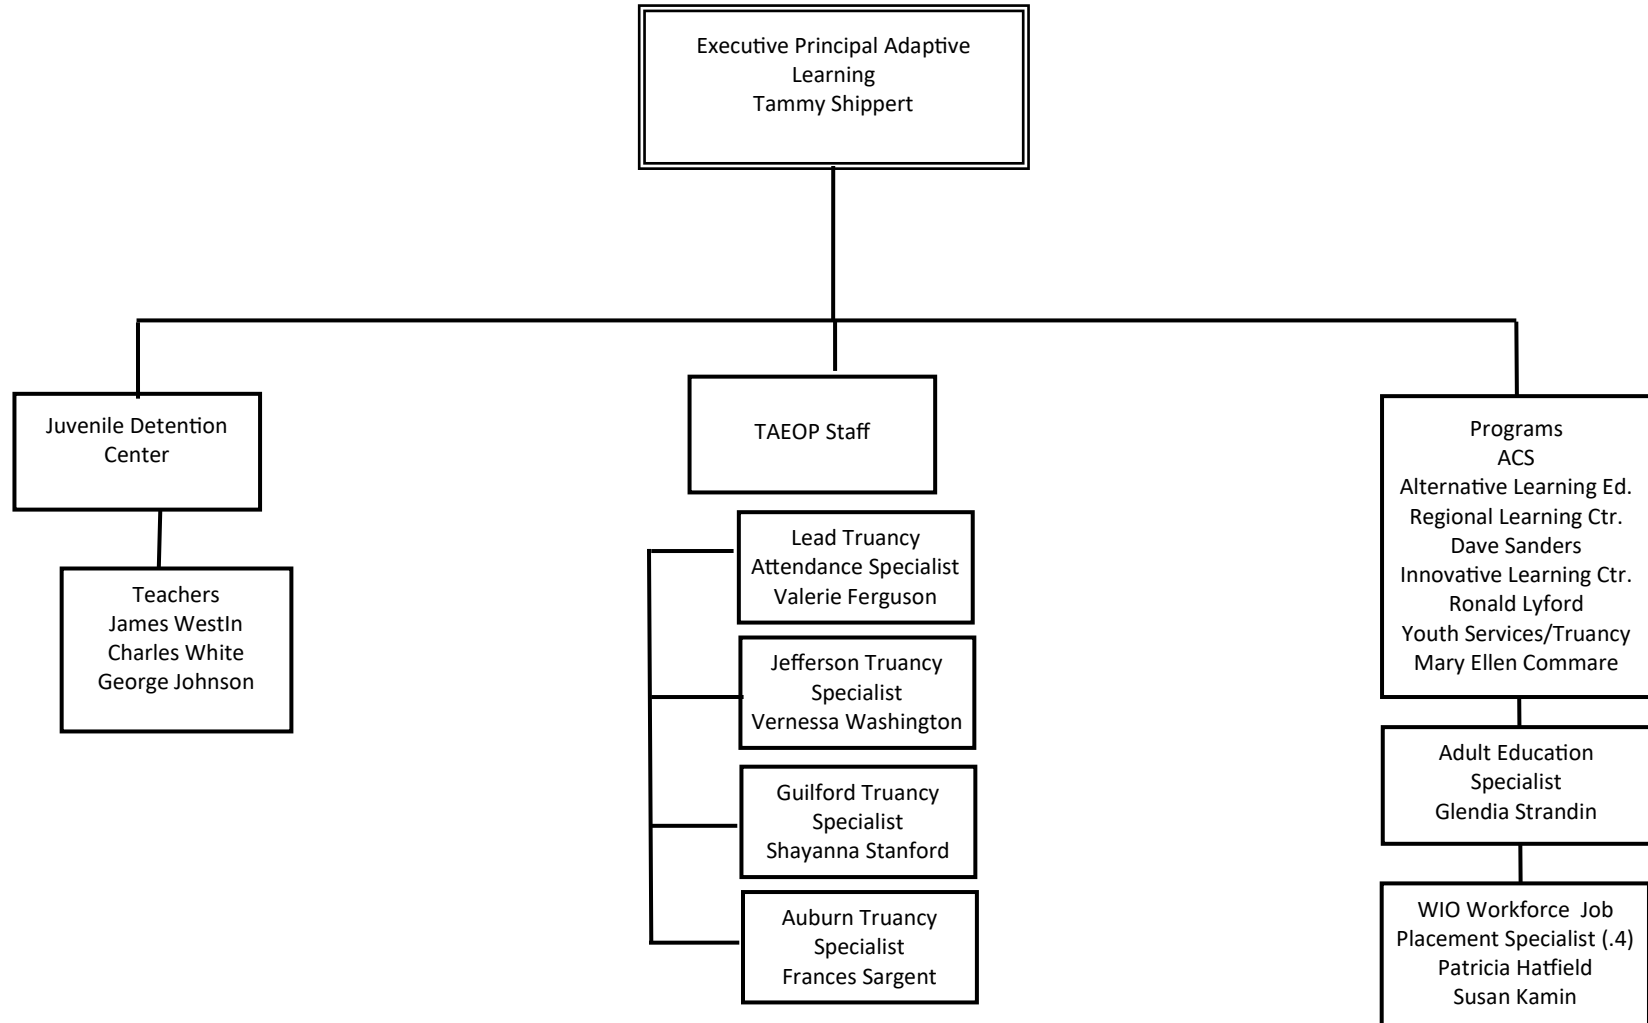 Executive Principal Adaptive
Learning
Tammy Shippert
Juvenile Detention
Center
Teachers
James WestIn
Charles White
George Johnson
TAEOP Staff
Lead Truancy
Attendance Specialist
Valerie Ferguson
Jefferson Truancy
Specialist
Vernessa Washington
Guilford Truancy
Specialist
Shayanna Stanford
Auburn Truancy
Specialist
Frances Sargent
Programs
ACS
Alternative Learning Ed.
Regional Learning Ctr.
Dave Sanders
Innovative Learning Ctr.
Ronald Lyford
Youth Services/Truancy
Mary Ellen Commare
Adult Education
Specialist
Glendia Strandin
WIO Workforce  Job
Placement Specialist (.4)
Patricia Hatfield
Susan Kamin